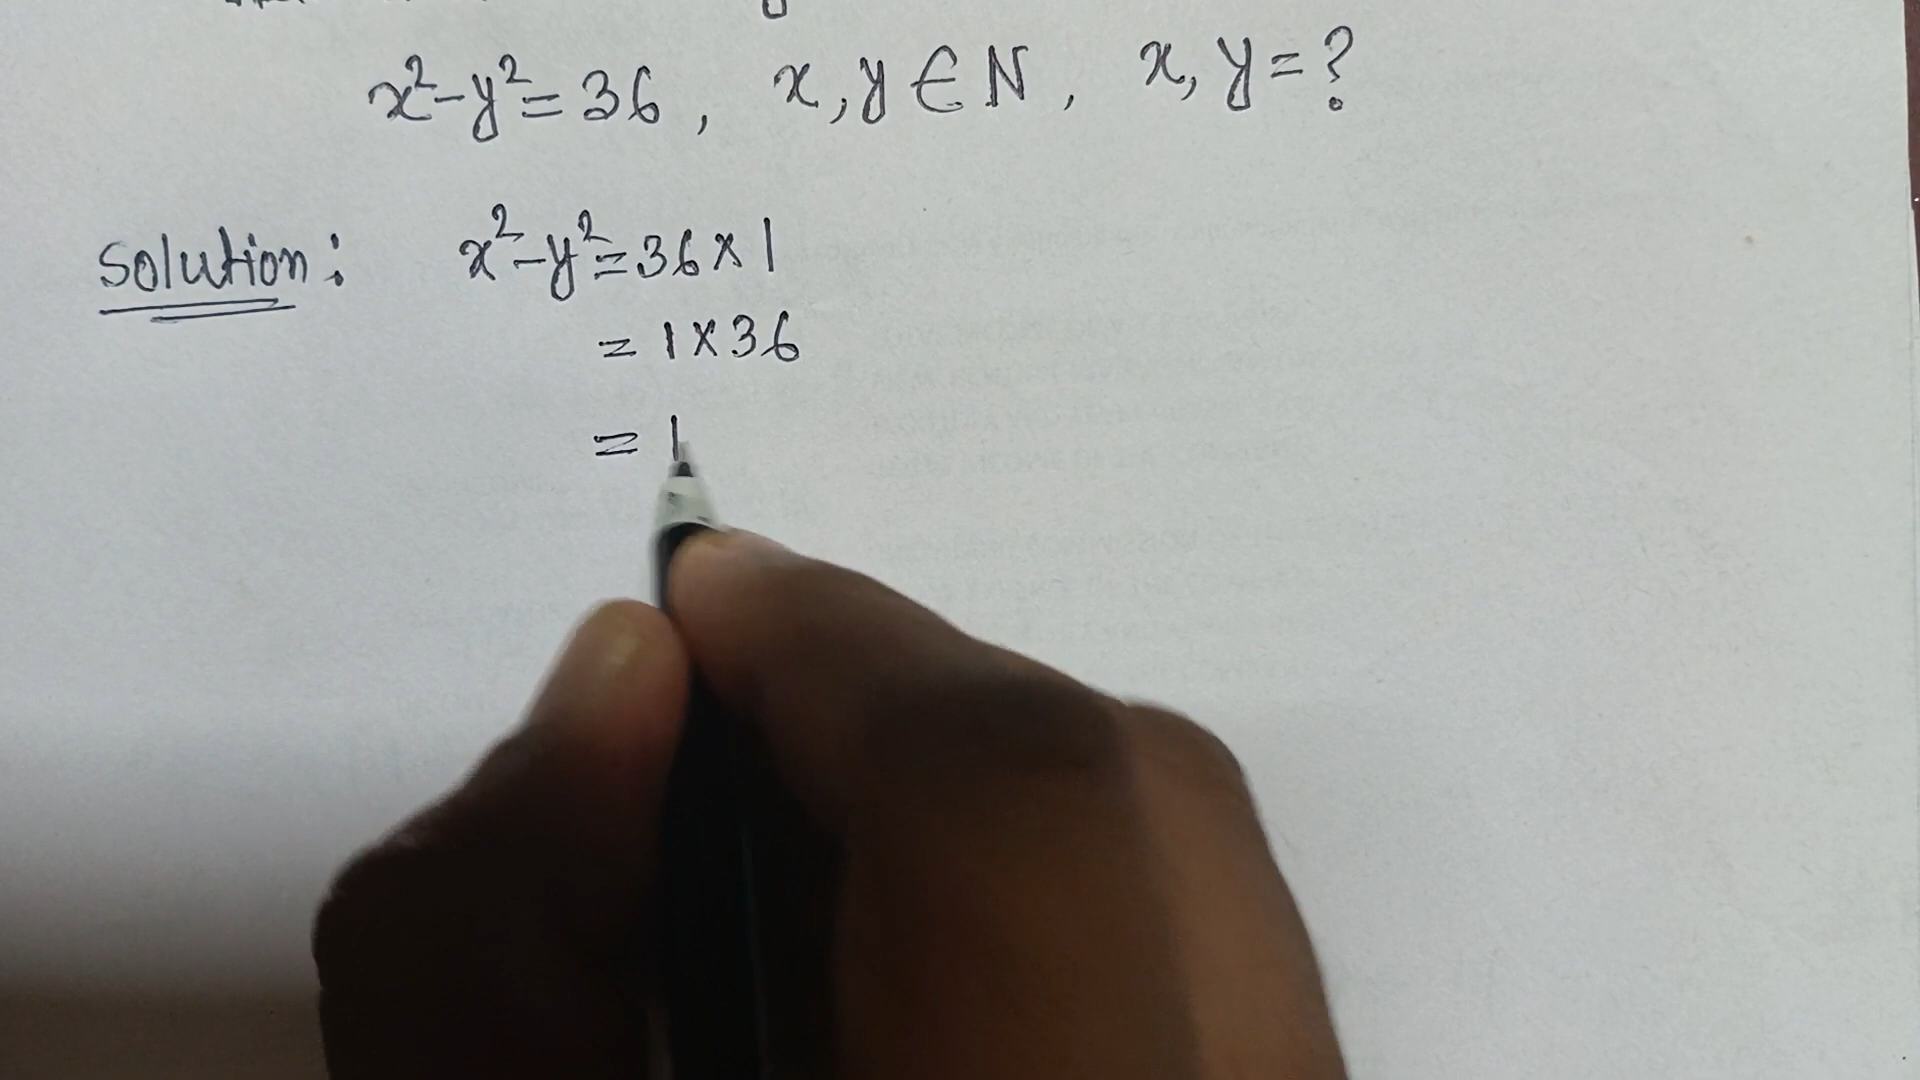 x²-y²=36, x,y ∈ N, x, y=?
Solution: x²-y²=36×1
= 1×36
= 1